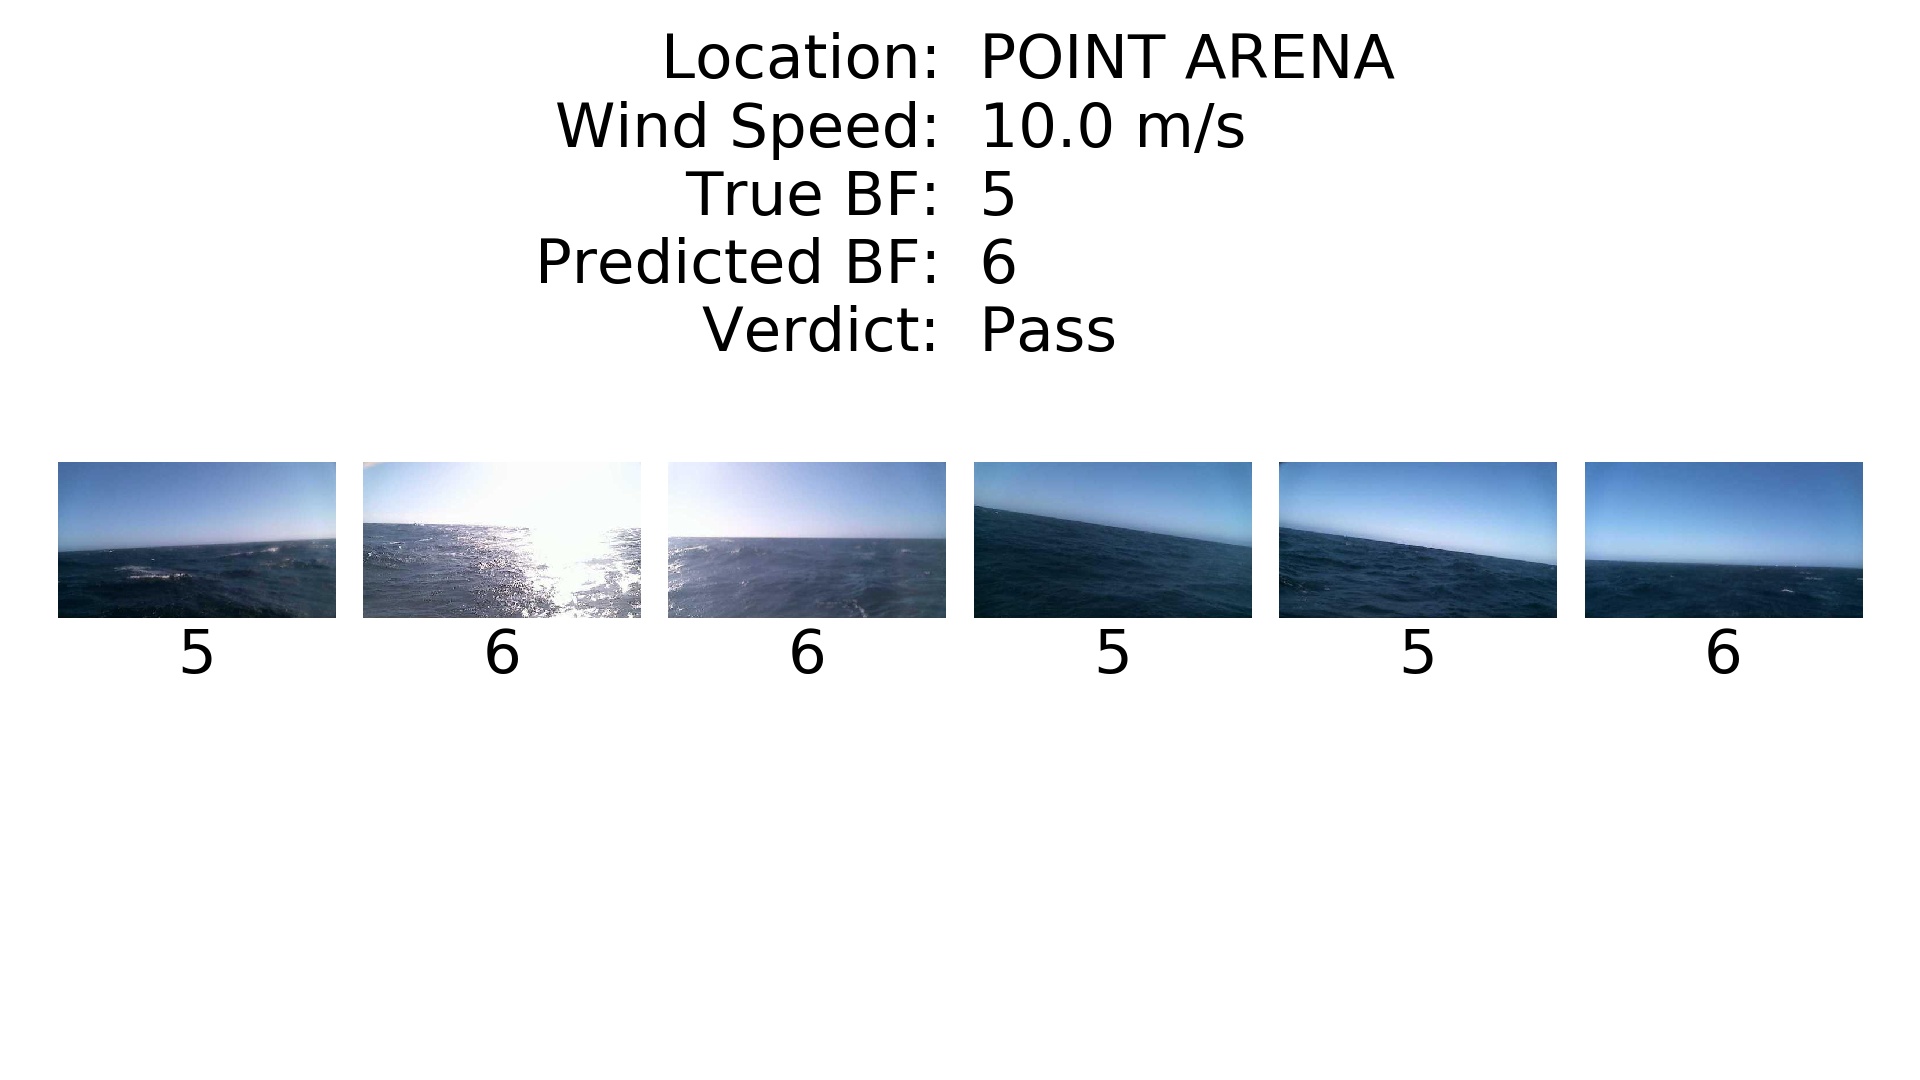 Location: POINT ARENA
Wind Speed: 10.0 m/s
True BF: 5
Predicted BF: 6
Verdict: Pass
5 6 6 5 5 6